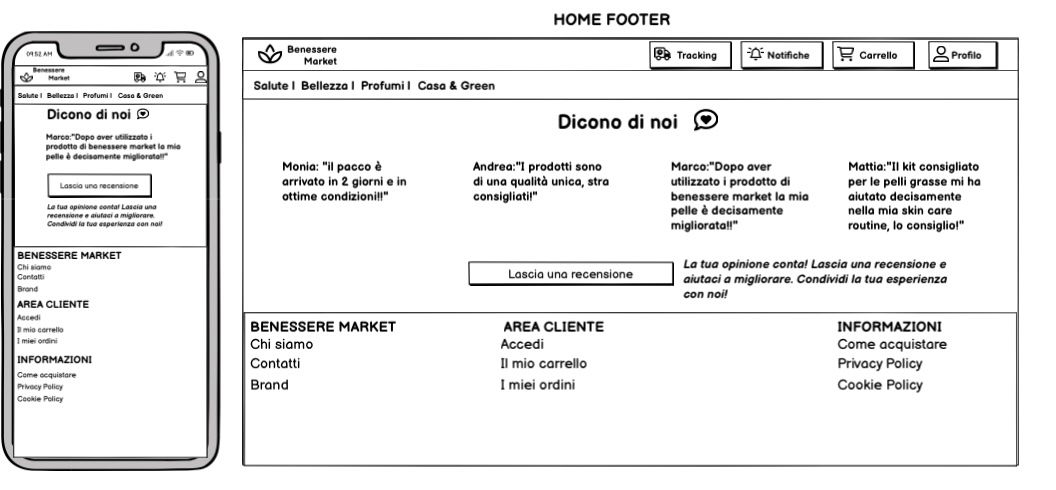 HOME FOOTER
09:52 AM
Benessere
Market
Salute I Bellezza I Profumi I Casa & Green
Dicono di noi
Marco:"Dopo aver utilizzato i
prodotto di benessere market la mia
pelle è decisamente migliorata!!"
Lascia una recensione
La tua opinione conta! Lascia una
recensione e aiutaci a migliorare.
Condividi la tua esperienza con noi!
BENESSERE MARKET
Chi siamo
Contatti
Brand
AREA CLIENTE
Accedi
Il mio carrello
I miei ordini
INFORMAZIONI
Come acquistare
Privacy Policy
Cookie Policy
Benessere
Market
Tracking
Notifiche
Carrello
Profilo
Salute I Bellezza I Profumi I Casa & Green
Dicono di noi
Monia: "il pacco è
arrivato in 2 giorni e in
ottime condizioni!!"
Andrea:"I prodotti sono
di una qualità unica, stra
consigliati!"
Marco:"Dopo aver
utilizzato i prodotto di
benessere market la mia
pelle è decisamente
migliorata!!"
Mattia:"Il kit consigliato
per le pelli grasse mi ha
aiutato decisamente
nella mia skin care
routine, lo consiglio!"
Lascia una recensione
La tua opinione conta! Lascia una recensione e
aiutaci a migliorare. Condividi la tua esperienza
con noi!
BENESSERE MARKET
Chi siamo
Contatti
Brand
AREA CLIENTE
Accedi
Il mio carrello
I miei ordini
INFORMAZIONI
Come acquistare
Privacy Policy
Cookie Policy